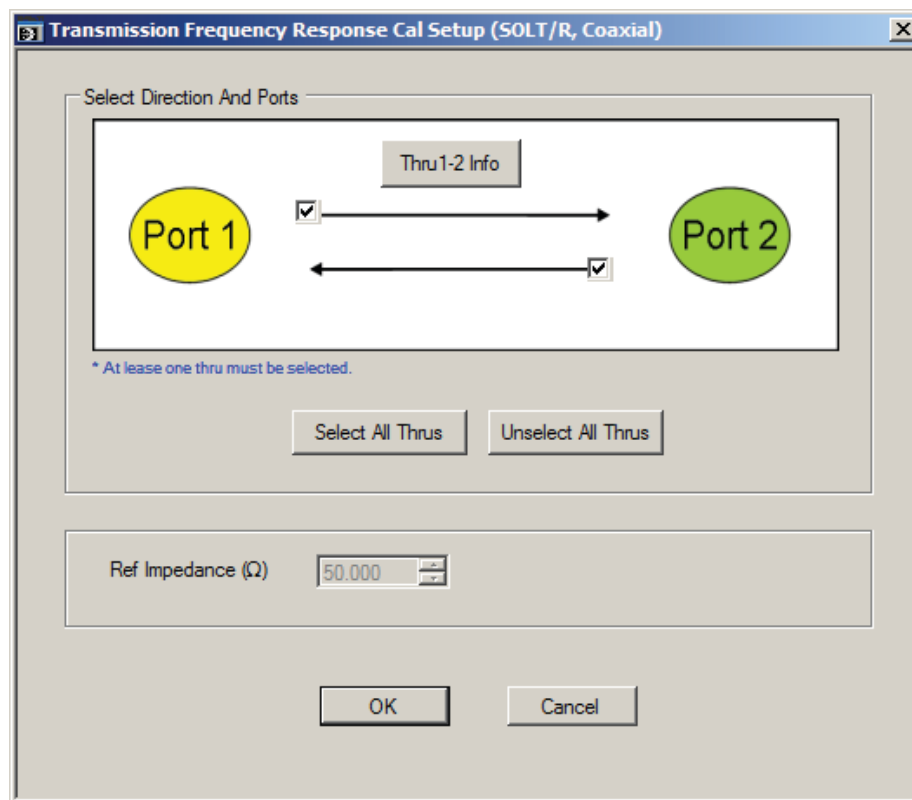 Transmission Frequency Response Cal Setup (SOLT/R, Coaxial)
Select Direction And Ports
Thru1-2 Info
Port 1
Port 2
* At lease one thru must be selected.
Select All Thrus
Unselect All Thrus
Ref Impedance (Ω)
50.000
OK
Cancel